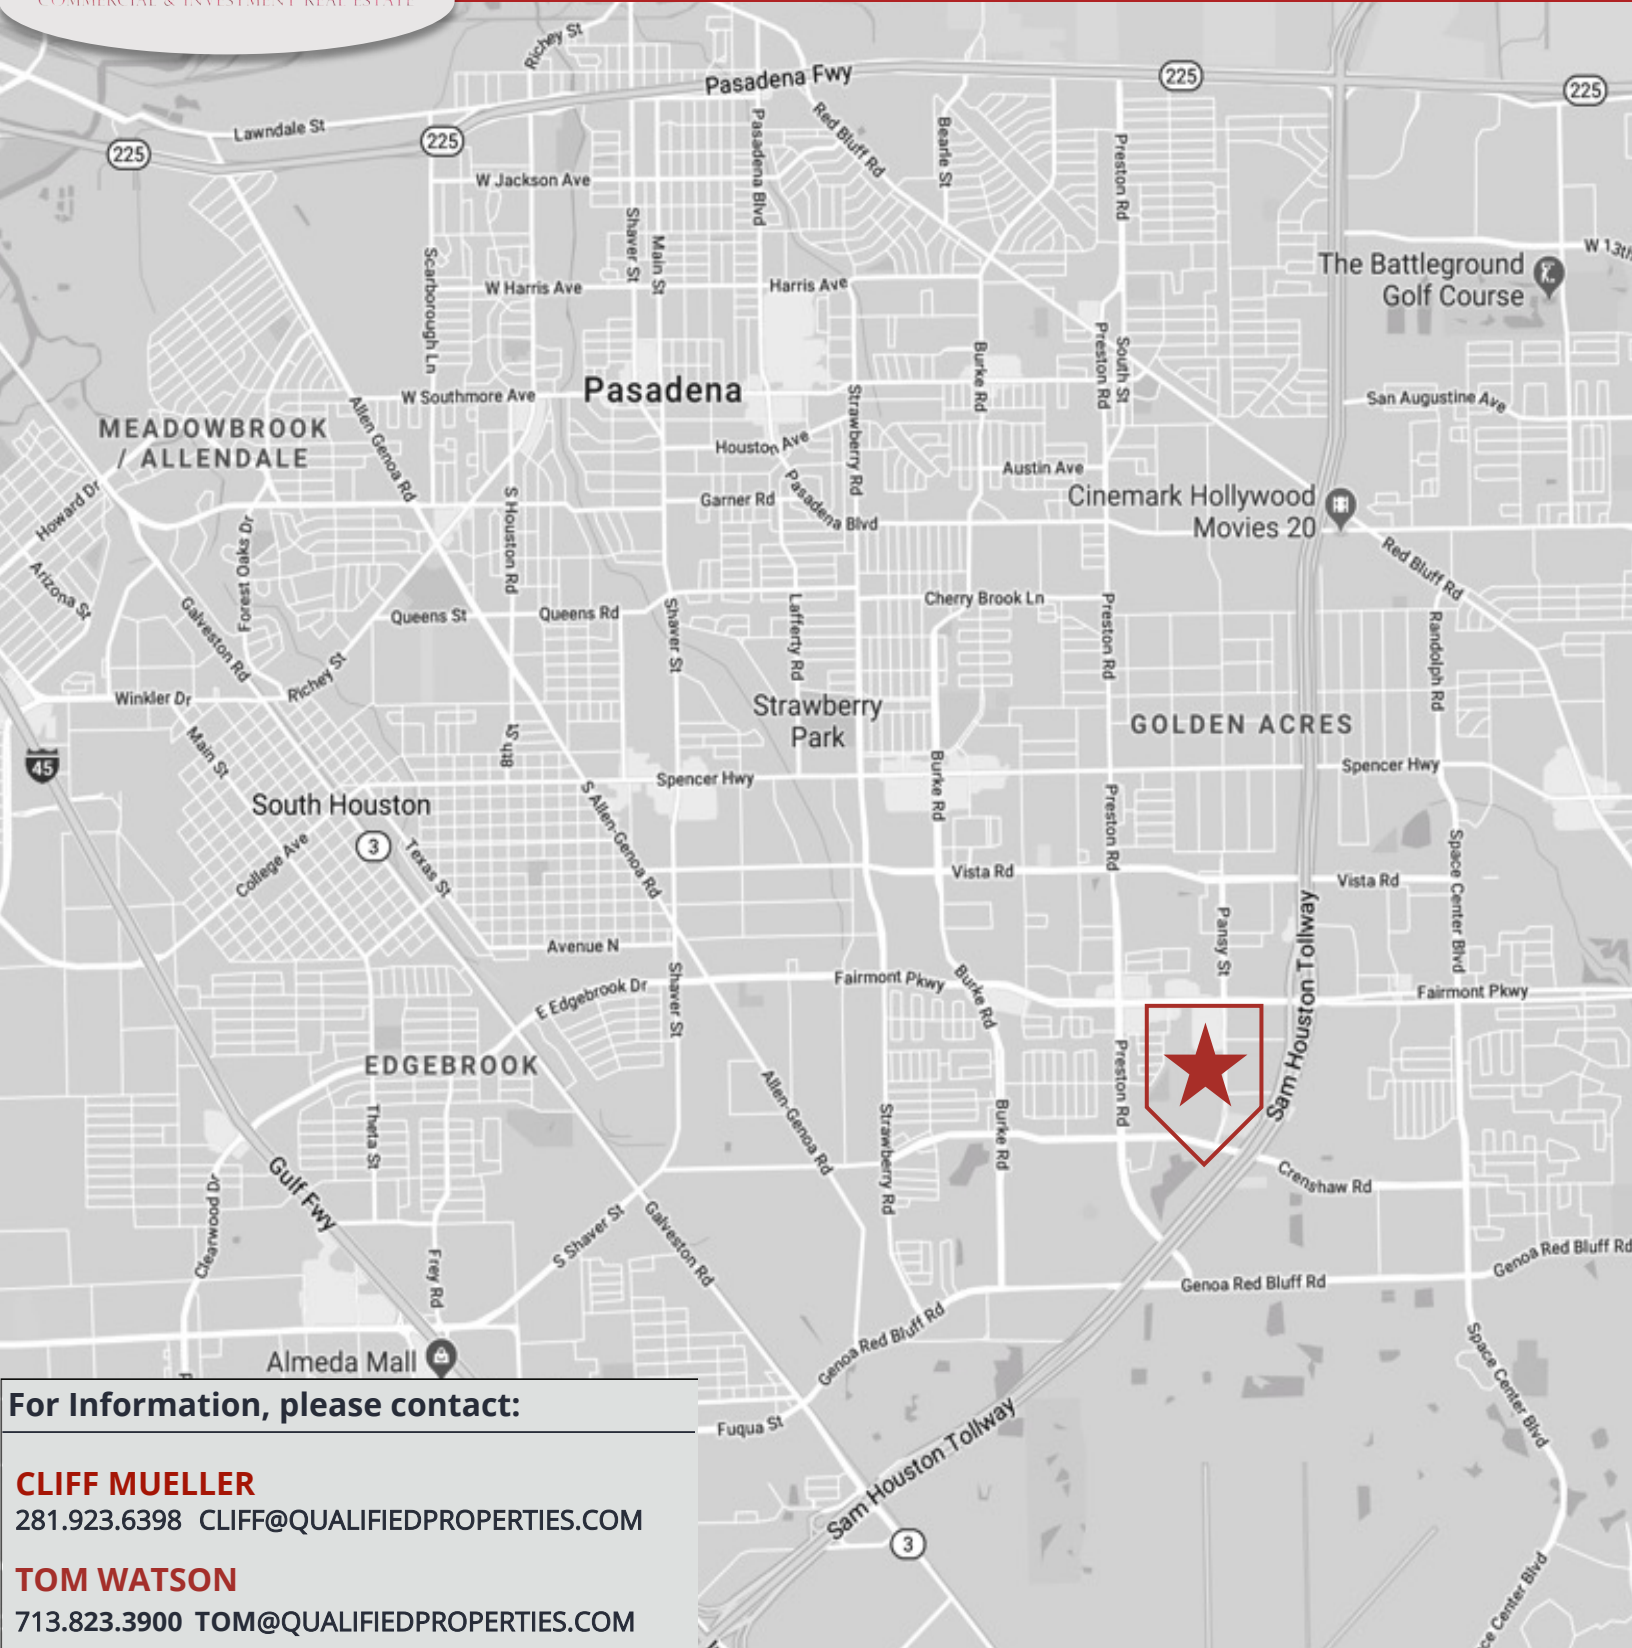 COMMERCIAL & INVESTMENT REAL ESTATE
Richey St
Pasadena Fwy
225
225
Lawndale St
225
225
Red Bluff Rd
Pasadena Blvd
Bearle St
Preston Rd
W Jackson Ave
Shaver St
Main St
Scarborough Ln
W 13th
The Battleground
Golf Course
W Harris Ave
Harris Ave
Burke Rd
Preston Rd
South St
Pasadena
W Southmore Ave
Strawberry Rd
San Augustine Ave
Allen Genoa Rd
MEADOWBROOK
/ ALLENDALE
Houston Ave
Austin Ave
Howard Dr
Garner Rd
Pasadena Blvd
Cinemark Hollywood
Movies 20
S Houston Rd
Forest Oaks Dr
Red Bluff Rd
Arizona St
Galveston Rd
Queens St
Queens Rd
Shaver St
Lafferty Rd
Cherry Brook Ln
Preston Rd
Randolph Rd
Richey St
Winkler Dr
Strawberry
Park
GOLDEN ACRES
Main St
45
Spencer Hwy
Burke Rd
Spencer Hwy
South Houston
S Allen-Genoa Rd
Preston Rd
3
College Ave
Texas St
Vista Rd
Vista Rd
Space Center Blvd
Pansy St
Avenue N
Sam Houston Tollway
E Edgebrook Dr
Shaver St
Fairmont Pkwy
Burke Rd
Fairmont Pkwy
EDGEBROOK
Preston Rd
Theta St
Allen-Genoa Rd
Strawberry Rd
Burke Rd
Gulf Fwy
Crenshaw Rd
Clearwood Dr
S Shaver St
Galveston Rd
Frey Rd
Genoa Red Bluff Rd
Genoa Red Bluff Rd
Genoa Red Bluff Rd
Almeda Mall
Space Center Blvd
Fuqua St
Sam Houston Tollway
3
ce Center Blvd
For Information, please contact:
CLIFF MUELLER
281.923.6398 CLIFF@QUALIFIEDPROPERTIES.COM
TOM WATSON
713.823.3900 TOM@QUALIFIEDPROPERTIES.COM